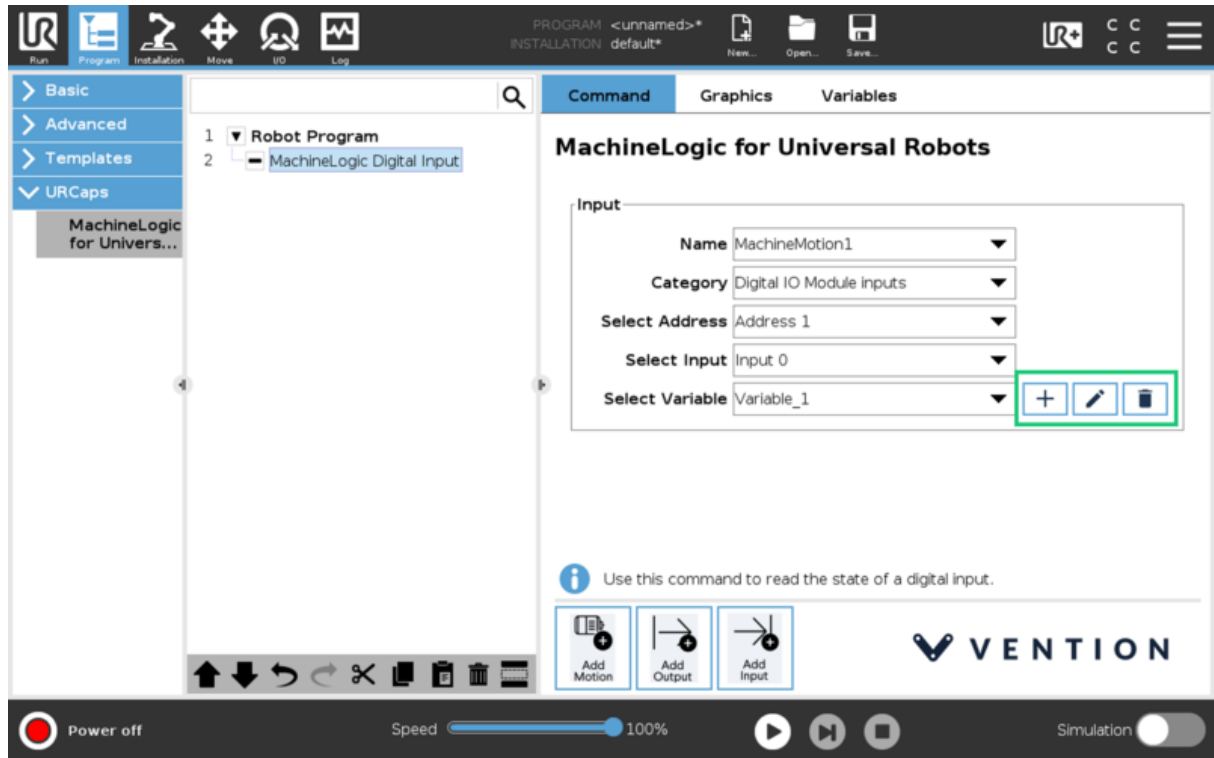 PROGRAM <unnamed>*
INSTALLATION default*
Run Program Installation Move I/O Log New... Open... Save...
UR UR+ C C
C C
Basic
Advanced
Templates
URCaps
MachineLogic
for Univers...
1 Robot Program
2 MachineLogic Digital Input
Command Graphics Variables
MachineLogic for Universal Robots
Input
Name MachineMotion1
Category Digital IO Module inputs
Select Address Address 1
Select Input Input 0
Select Variable Variable_1
Use this command to read the state of a digital input.
Add
Motion
Add
Output
Add
Input
VENTION
Power off Speed 100% Simulation